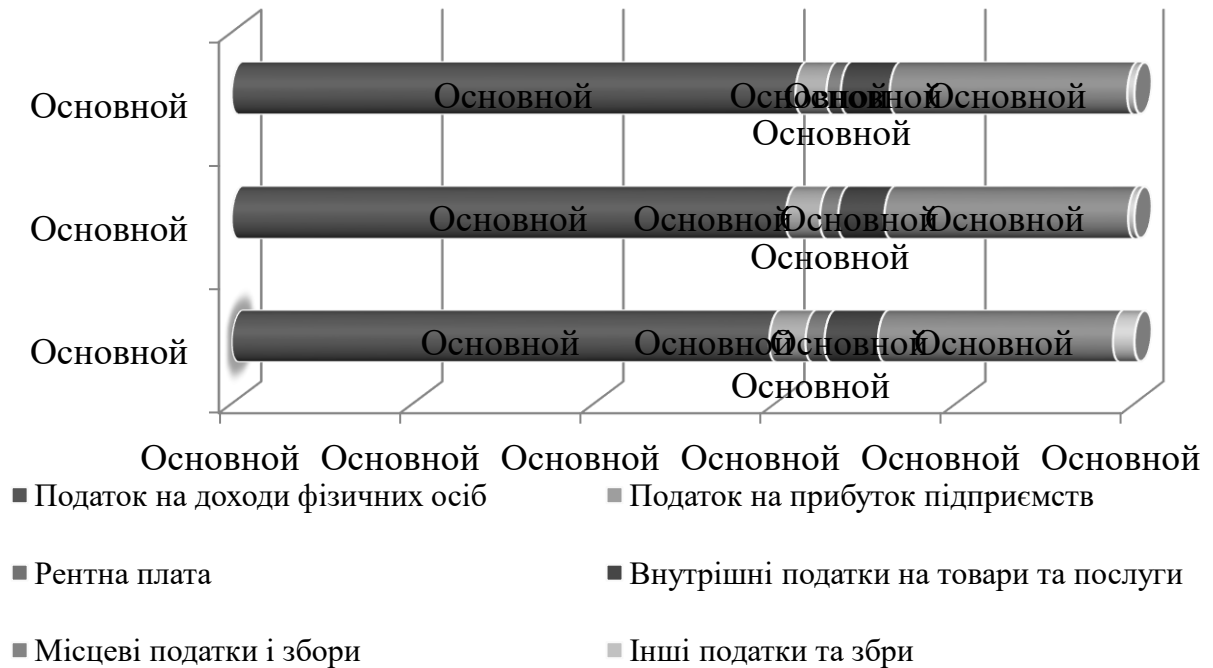 Основной Основной Основной Основной Основной
Основной
Основной
Основной Основной Основной Основной Основной
Основной
Основной Основной Основной Основной Основной
Основной
Основной Основной Основной Основной Основной Основной
Податок на доходи фізичних осіб Податок на прибуток підприємств
Рентна плата Внутрішні податки на товари та послуги
Місцеві податки і збори Інші податки та збри